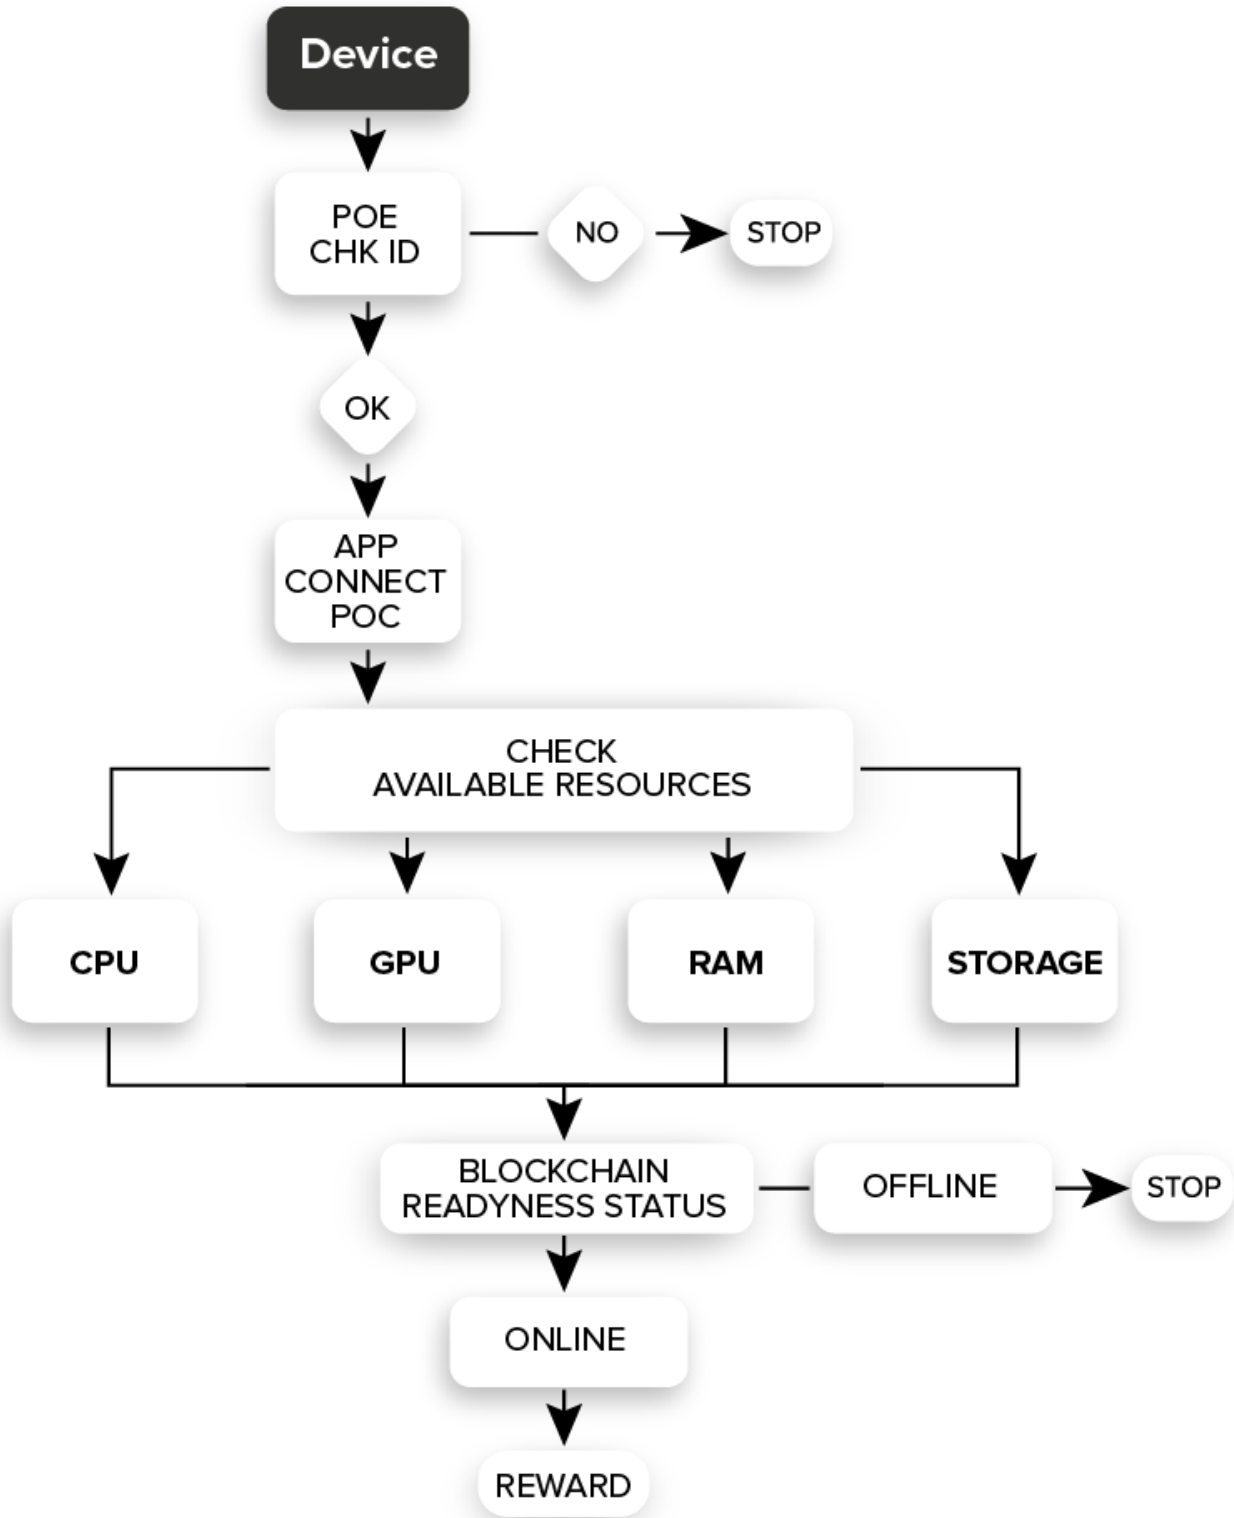 Device
POE
CHK ID
NO
STOP
OK
APP
CONNECT
POC
CHECK
AVAILABLE RESOURCES
CPU
GPU
RAM
STORAGE
BLOCKCHAIN
READYNESS STATUS
OFFLINE
STOP
ONLINE
REWARD